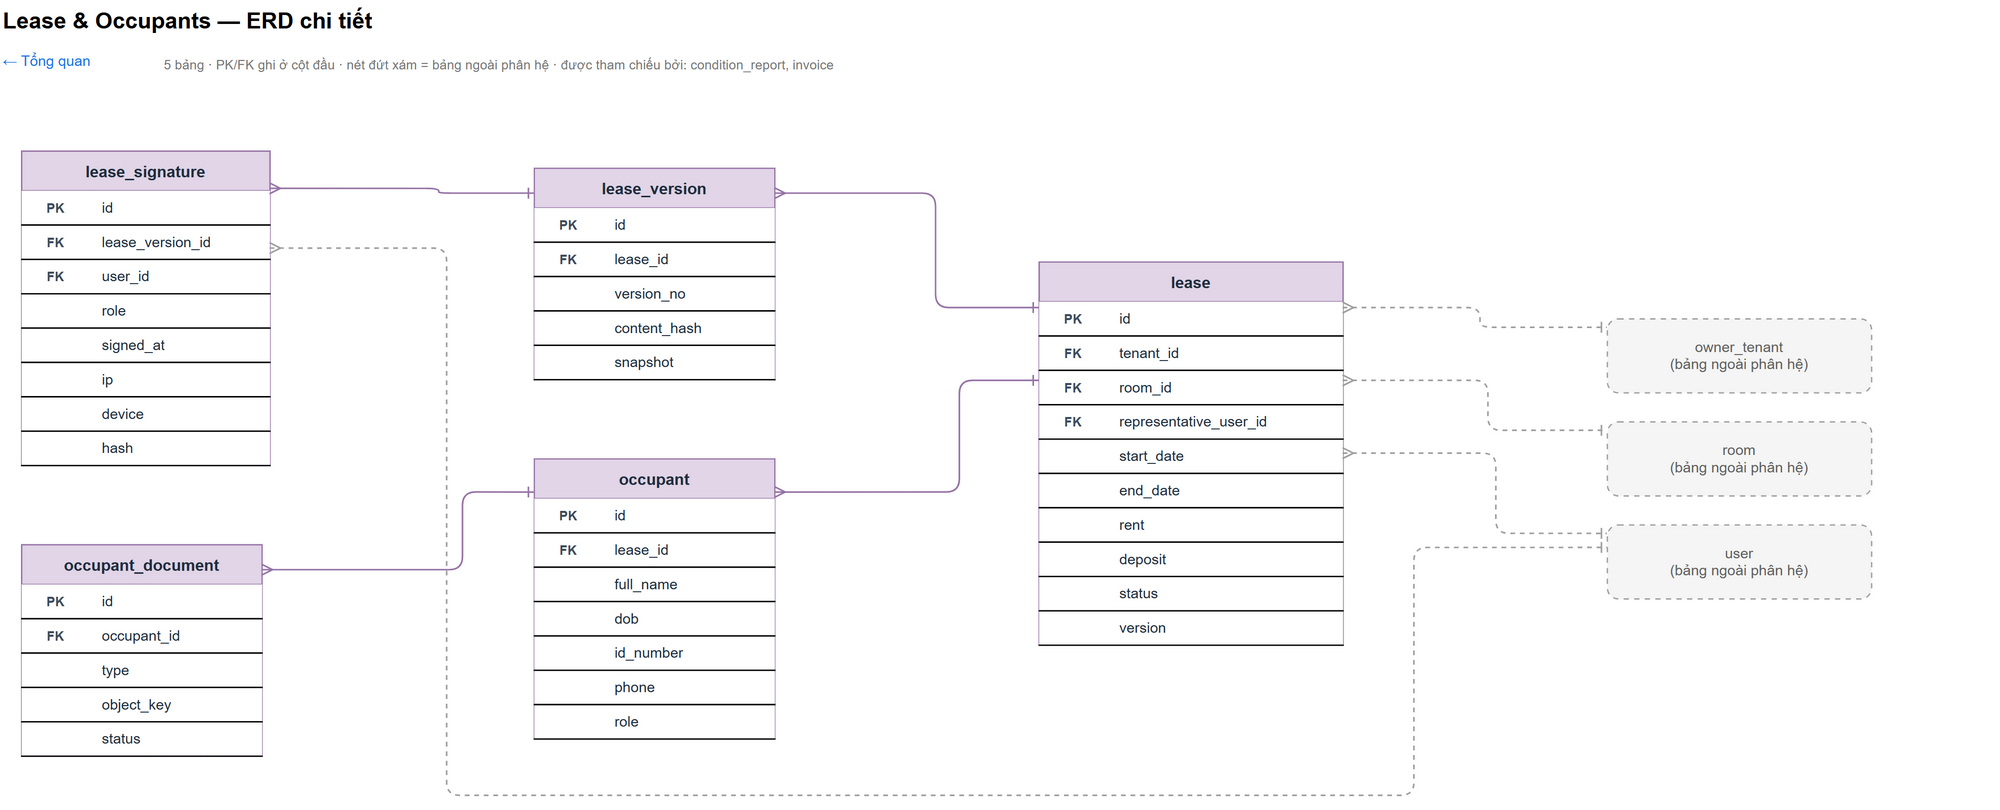 Lease & Occupants — ERD chi tiết
← Tổng quan
5 bảng · PK/FK ghi ở cột đầu · nét đứt xám = bảng ngoài phân hệ · được tham chiếu bởi: condition_report, invoice
lease_signature
PK id
FK lease_version_id
FK user_id
role
signed_at
ip
device
hash
occupant_document
PK id
FK occupant_id
type
object_key
status
lease_version
PK id
FK lease_id
version_no
content_hash
snapshot
occupant
PK id
FK lease_id
full_name
dob
id_number
phone
role
lease
PK id
FK tenant_id
FK room_id
FK representative_user_id
start_date
end_date
rent
deposit
status
version
owner_tenant
(bảng ngoài phân hệ)
room
(bảng ngoài phân hệ)
user
(bảng ngoài phân hệ)